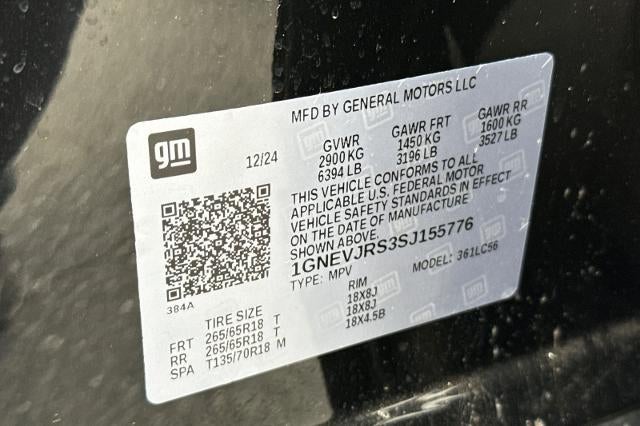 MFD BY GENERAL MOTORS LLC
gm
12/24
GVWR GAWR FRT GAWR RR
2900 KG 1450 KG 1600 KG
6394 LB 3196 LB 3527 LB
THIS VEHICLE CONFORMS TO ALL
APPLICABLE U.S. FEDERAL MOTOR
VEHICLE SAFETY STANDARDS IN EFFECT
ON THE DATE OF MANUFACTURE
SHOWN ABOVE.
1GNEVJRS3SJ155776
TYPE: MPV MODEL: 361LC56
384A
TIRE SIZE RIM
FRT 265/65R18 T 18X8J
RR 265/65R18 T 18X8J
SPA T135/70R18 M 18X4.5B